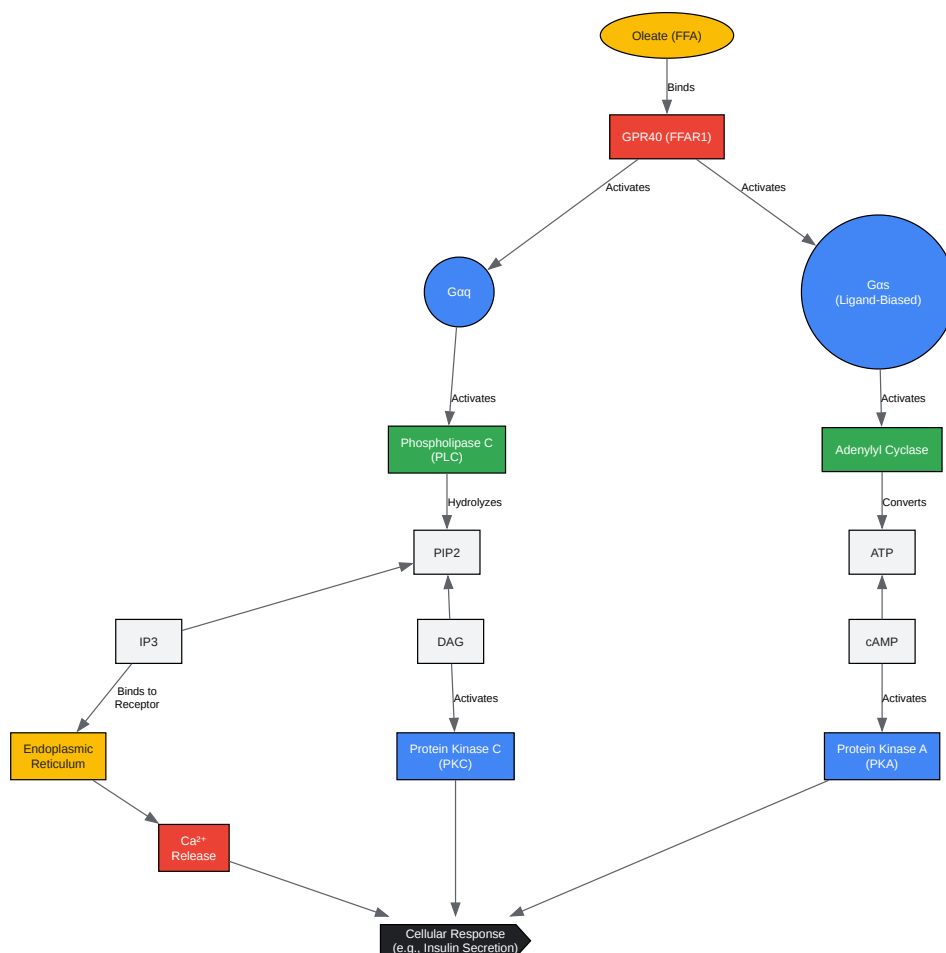 Oleate (FFA)
Binds
GPR40 (FFAR1)
Activates
Activates
Gαq
Gαs
(Ligand-Biased)
Activates
Activates
Phospholipase C
(PLC)
Adenylyl Cyclase
Hydrolyzes
Converts
PIP2
ATP
IP3
DAG
cAMP
Binds to
Receptor
Activates
Activates
Endoplasmic
Reticulum
Protein Kinase C
(PKC)
Protein Kinase A
(PKA)
Ca²⁺
Release
Cellular Response
(e.g., Insulin Secretion)